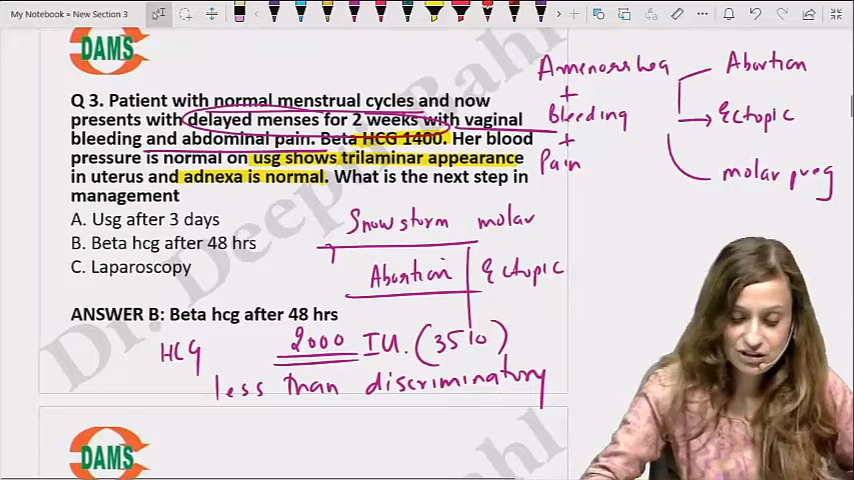 My Notebook » New Section 3
DAMS
Q 3. Patient with normal menstrual cycles and now
presents with delayed menses for 2 weeks with vaginal
bleeding and abdominal pain. Beta HCG 1400. Her blood
pressure is normal on usg shows trilaminar appearance
in uterus and adnexa is normal. What is the next step in
management
A. Usg after 3 days
B. Beta hcg after 48 hrs
C. Laparoscopy
ANSWER B: Beta hcg after 48 hrs
Amenorrhea
+
Bleeding
+
Pain
Abortion
Ectopic
molar preg
Snowstorm molar
Abortion Ectopic
HCG 2000 IU. (3510)
less than discriminatory
Dr. Deepti Bahl
DAMS